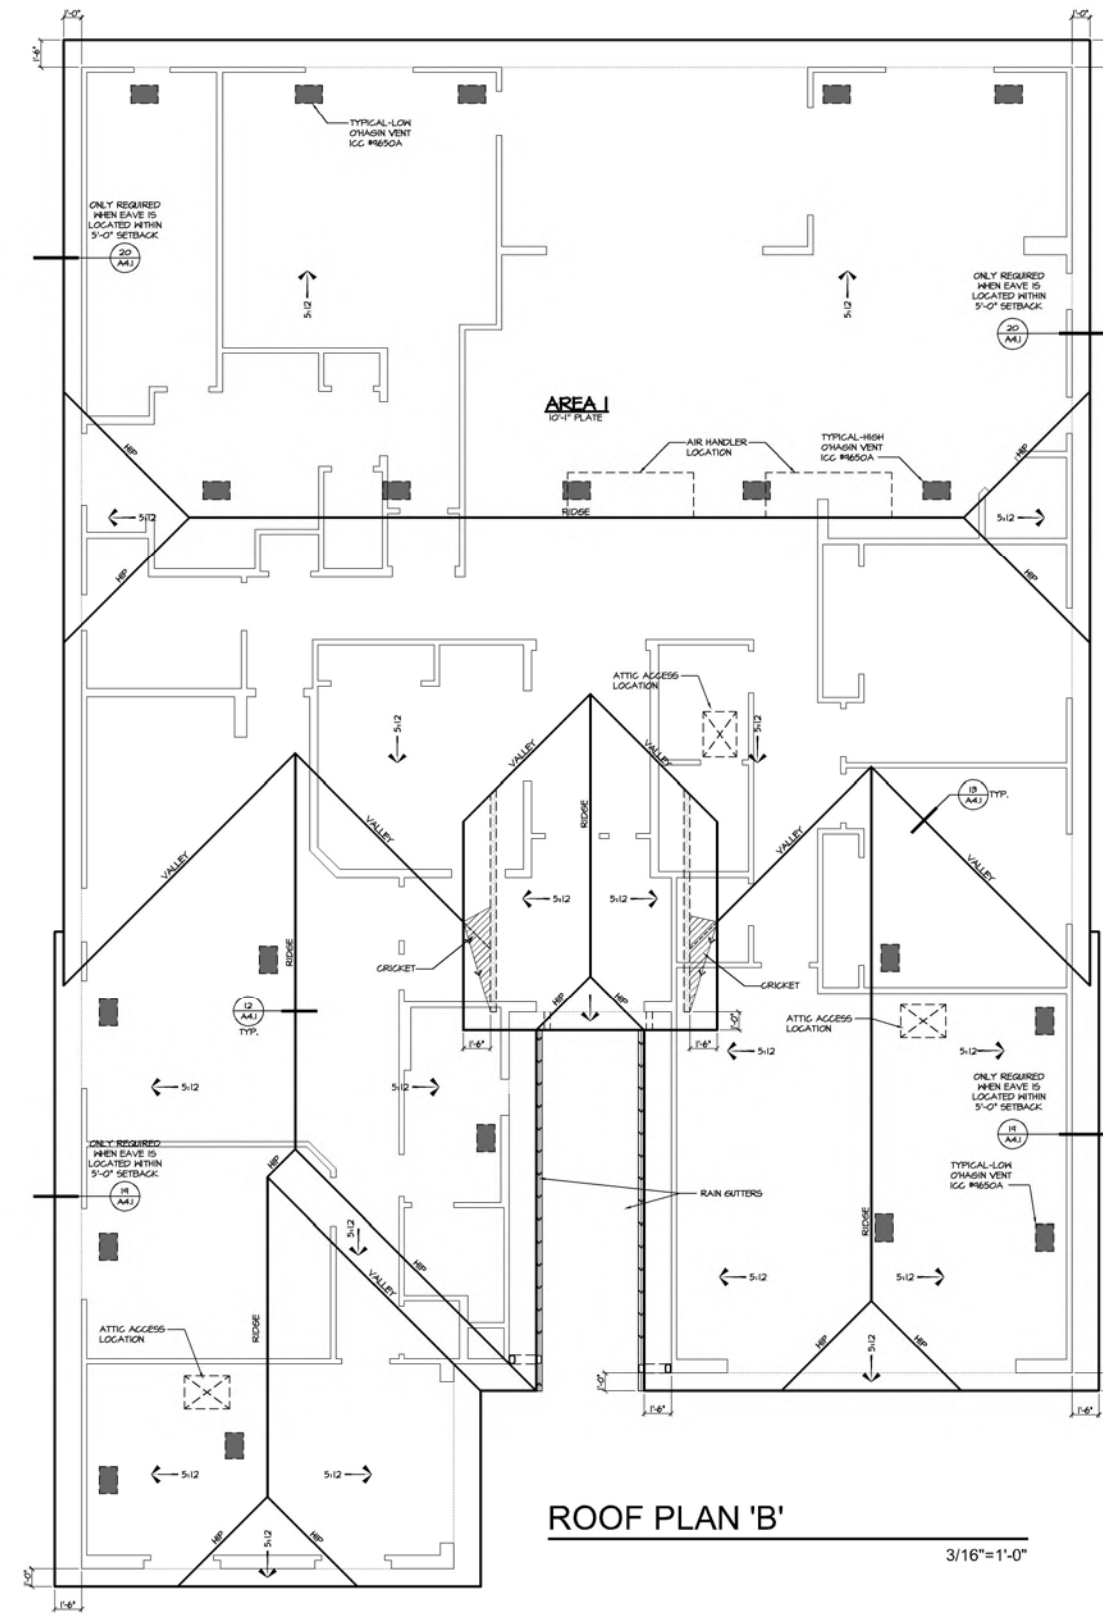 1'-0"
1'-0"
1'-6"
TYPICAL-LOW
O'HAGIN VENT
ICC #9650A
ONLY REQUIRED
WHEN EAVE IS
LOCATED WITHIN
5'-0" SETBACK
20
A4.1
5:12
5:12
ONLY REQUIRED
WHEN EAVE IS
LOCATED WITHIN
5'-0" SETBACK
20
A4.1
AREA 1
10'-1" PLATE
AIR HANDLER
LOCATION
TYPICAL-HIGH
O'HAGIN VENT
ICC #9650A
HIP
HIP
5:12
RIDGE
5:12
HIP
HIP
ATTIC ACCESS
LOCATION
5:12
5:12
VALLEY
VALLEY
RIDGE
13
A4.1
TYP.
VALLEY
VALLEY
VALLEY
VALLEY
5:12
5:12
RIDGE
CRICKET
CRICKET
12
A4.1
TYP.
HIP
HIP
1'-0"
ATTIC ACCESS
LOCATION
1'-6"
1'-6"
5:12
5:12
5:12
5:12
ONLY REQUIRED
WHEN EAVE IS
LOCATED WITHIN
5'-0" SETBACK
19
A4.1
ONLY REQUIRED
WHEN EAVE IS
LOCATED WITHIN
5'-0" SETBACK
19
A4.1
HIP
TYPICAL-LOW
O'HAGIN VENT
ICC #9650A
RAIN GUTTERS
5:12
HIP
VALLEY
RIDGE
5:12
5:12
RIDGE
ATTIC ACCESS
LOCATION
HIP
5:12
HIP
1'-0"
1'-6"
1'-6"
5:12
5:12
HIP
5:12
HIP
1'-0"
1'-6"
ROOF PLAN 'B'
3/16"=1'-0"